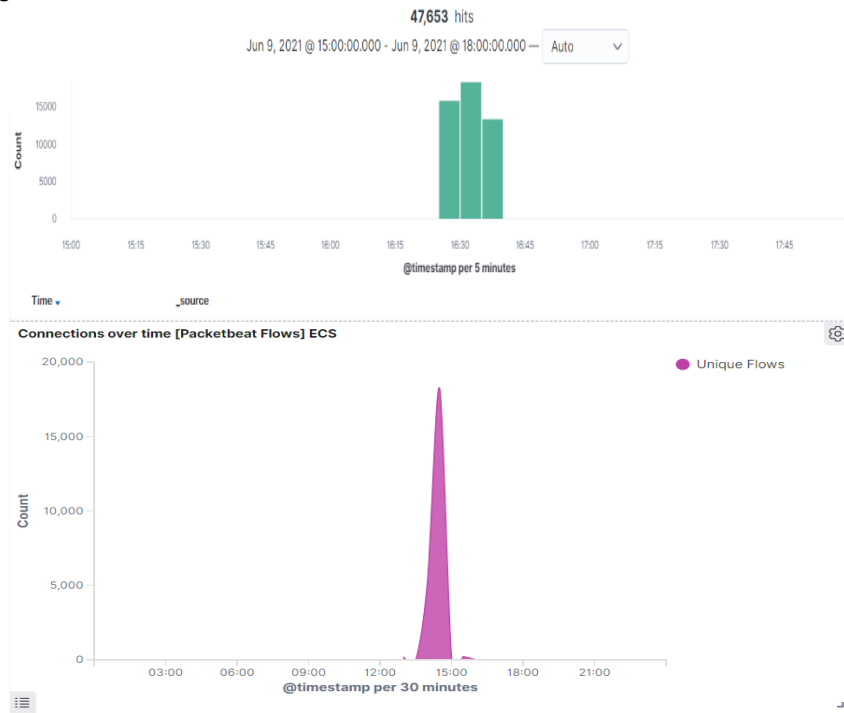 47,653 hits
Jun 9, 2021 @ 15:00:00.000 - Jun 9, 2021 @ 18:00:00.000 — Auto
15000
10000
5000
0
Count
15:00 15:15 15:30 15:45 16:00 16:15 16:30 16:45 17:00 17:15 17:30 17:45
@timestamp per 5 minutes
Time _source
Connections over time [Packetbeat Flows] ECS
Unique Flows
20,000
15,000
10,000
5,000
0
Count
03:00 06:00 09:00 12:00 15:00 18:00 21:00
@timestamp per 30 minutes